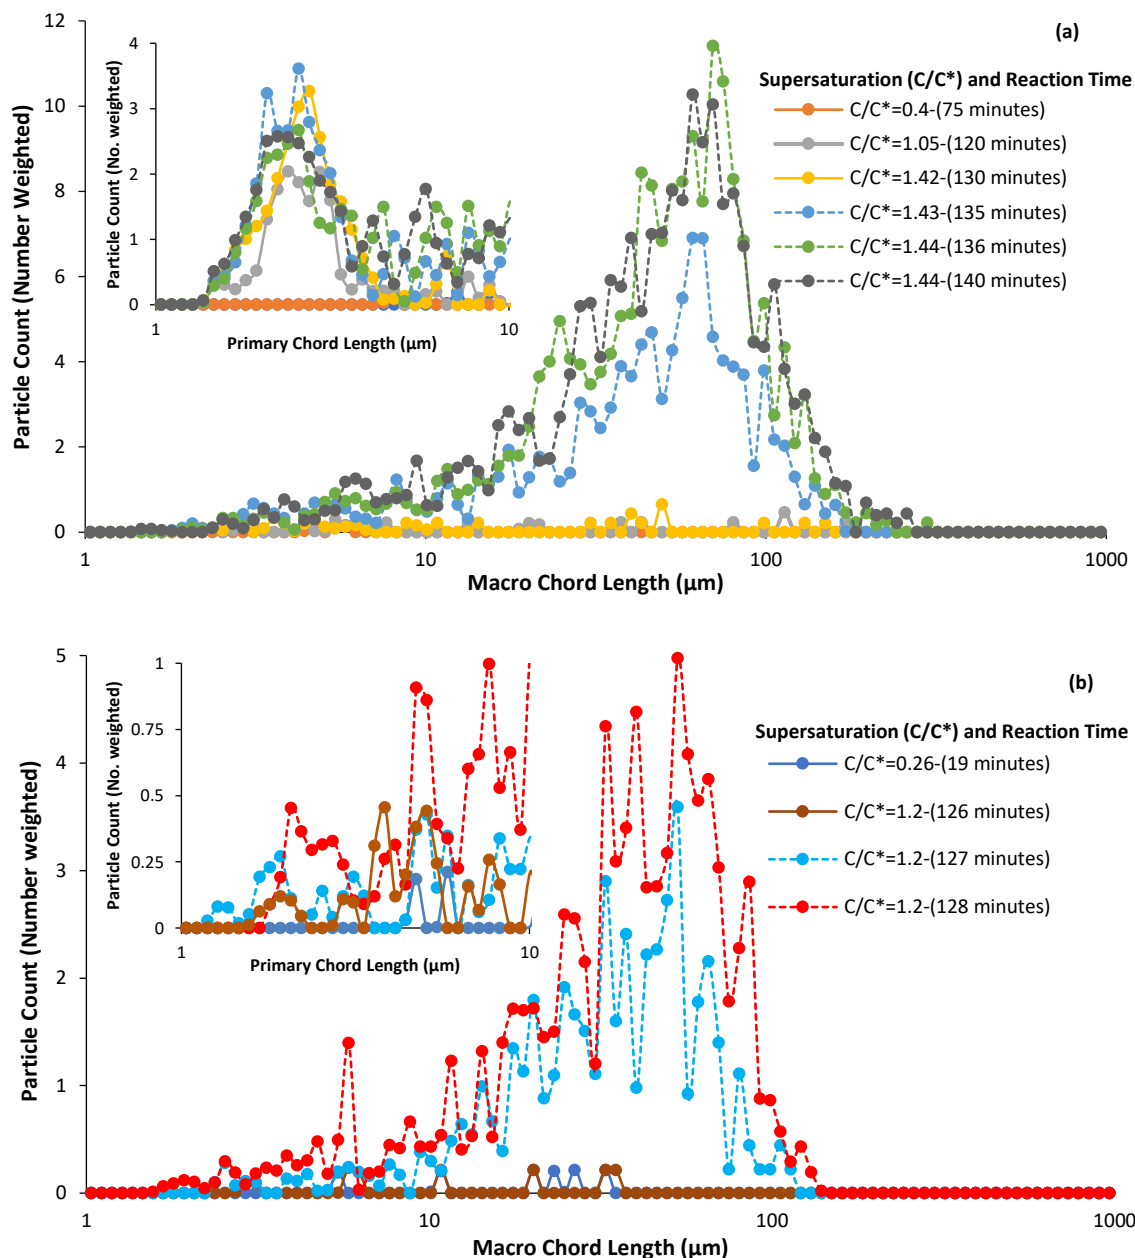 (a)
12
10
8
6
4
2
0
Particle Count (Number Weighted)
1
10
100
1000
Macro Chord Length (µm)
4
3
2
1
0
Particle Count (No. weighted)
1
10
Primary Chord Length (µm)
Supersaturation (C/C*) and Reaction Time
C/C*=0.4-(75 minutes)
C/C*=1.05-(120 minutes)
C/C*=1.42-(130 minutes)
C/C*=1.43-(135 minutes)
C/C*=1.44-(136 minutes)
C/C*=1.44-(140 minutes)
(b)
5
4
3
2
1
0
Particle Count (Number weighted)
1
10
100
1000
Macro Chord Length (µm)
1
0.75
0.5
0.25
0
Particle Count (No. weighted)
1
10
Primary Chord Length (µm)
Supersaturation (C/C*) and Reaction Time
C/C*=0.26-(19 minutes)
C/C*=1.2-(126 minutes)
C/C*=1.2-(127 minutes)
C/C*=1.2-(128 minutes)